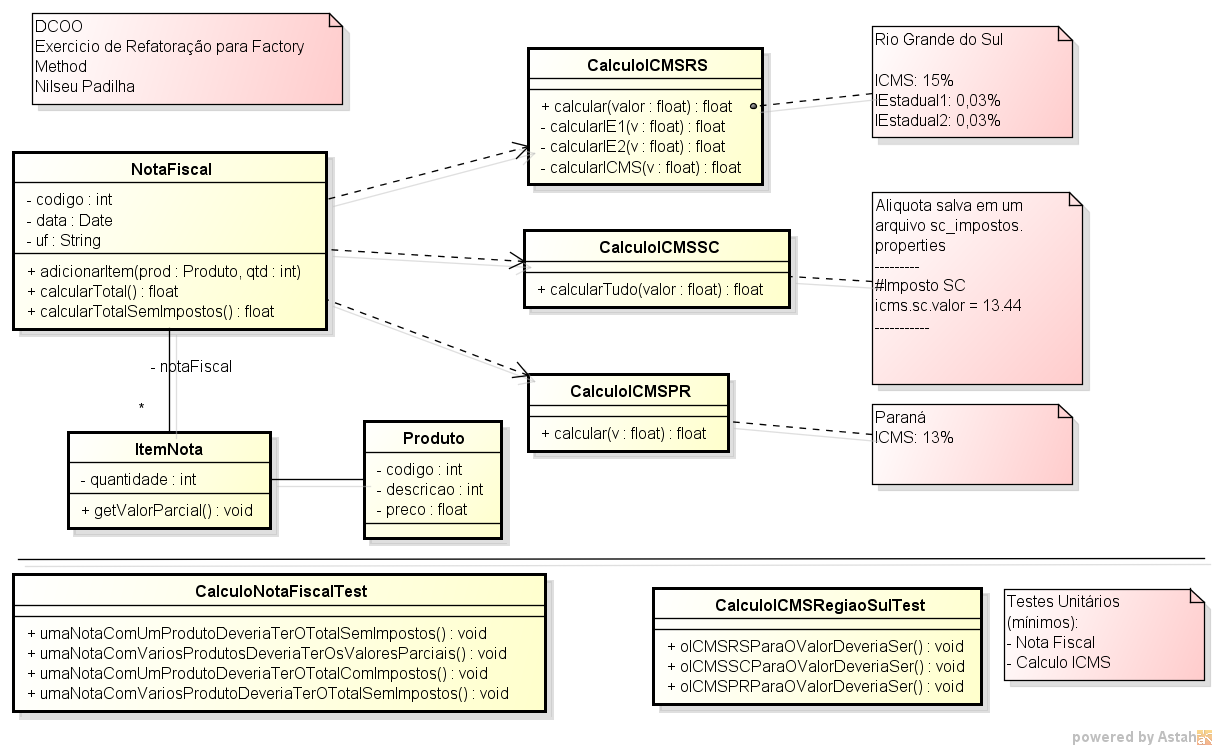 DCOO
Exercicio de Refatoração para Factory
Method
Nilseu Padilha
CalculoICMSRS
+ calcular(valor : float) : float
- calcularIE1(v : float) : float
- calcularIE2(v : float) : float
- calcularICMS(v : float) : float
Rio Grande do Sul
ICMS: 15%
IEstadual1: 0,03%
IEstadual2: 0,03%
NotaFiscal
- codigo : int
- data : Date
- uf : String
+ adicionarItem(prod : Produto, qtd : int)
+ calcularTotal() : float
+ calcularTotalSemImpostos() : float
CalculoICMSSC
+ calcularTudo(valor : float) : float
Aliquota salva em um
arquivo sc_impostos.
properties
---------
#Imposto SC
icms.sc.valor = 13.44
-----------
- notaFiscal
*
CalculoICMSPR
+ calcular(v : float) : float
Paraná
ICMS: 13%
ItemNota
- quantidade : int
+ getValorParcial() : void
Produto
- codigo : int
- descricao : int
- preco : float
CalculoNotaFiscalTest
+ umaNotaComUmProdutoDeveriaTerOTotalSemImpostos() : void
+ umaNotaComVariosProdutosDeveriaTerOsValoresParciais() : void
+ umaNotaComUmProdutoDeveriaTerOTotalComImpostos() : void
+ umaNotaComVariosProdutoDeveriaTerOTotalSemImpostos() : void
CalculoICMSRegiaoSulTest
+ oICMSRSParaOValorDeveriaSer() : void
+ oICMSSCParaOValorDeveriaSer() : void
+ oICMSPRParaOValorDeveriaSer() : void
Testes Unitários
(mínimos):
- Nota Fiscal
- Calculo ICMS
powered by Astah